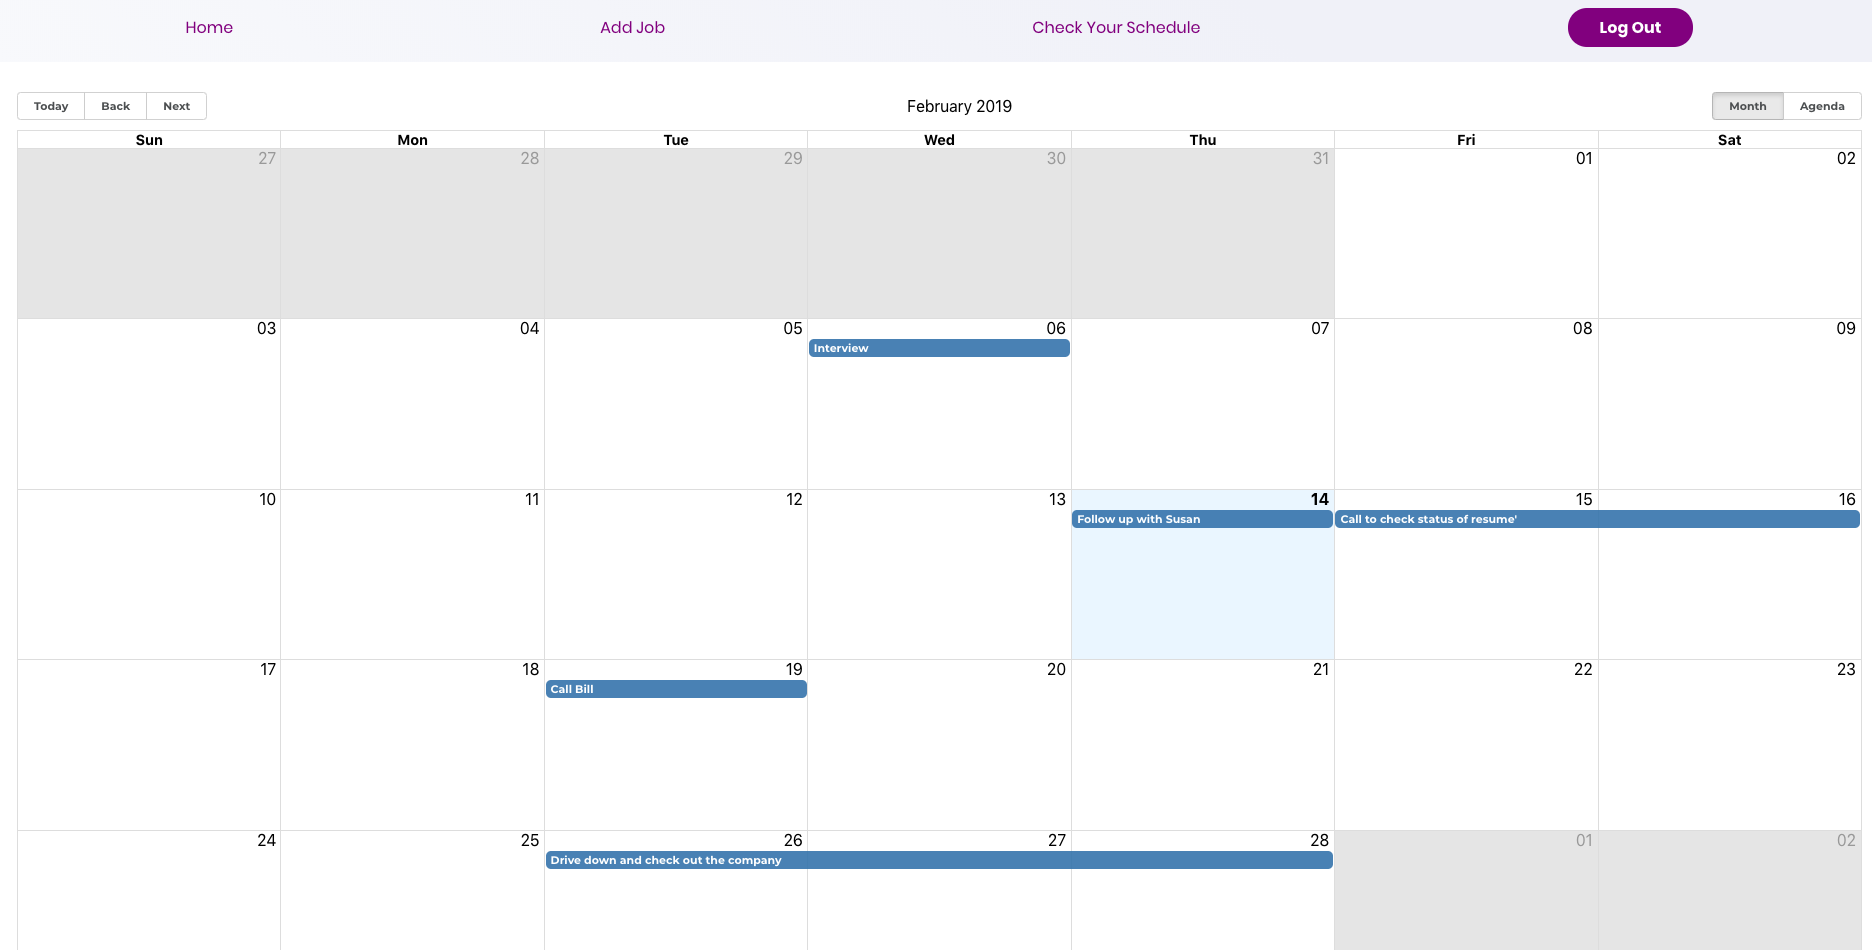 Home Add Job Check Your Schedule Log Out
Today Back Next February 2019 Month Agenda
Sun Mon Tue Wed Thu Fri Sat
27 28 29 30 31 01 02
03 04 05 06 07 08 09
Interview
10 11 12 13 14 15 16
Follow up with Susan Call to check status of resume'
17 18 19 20 21 22 23
Call Bill
24 25 26 27 28 01 02
Drive down and check out the company